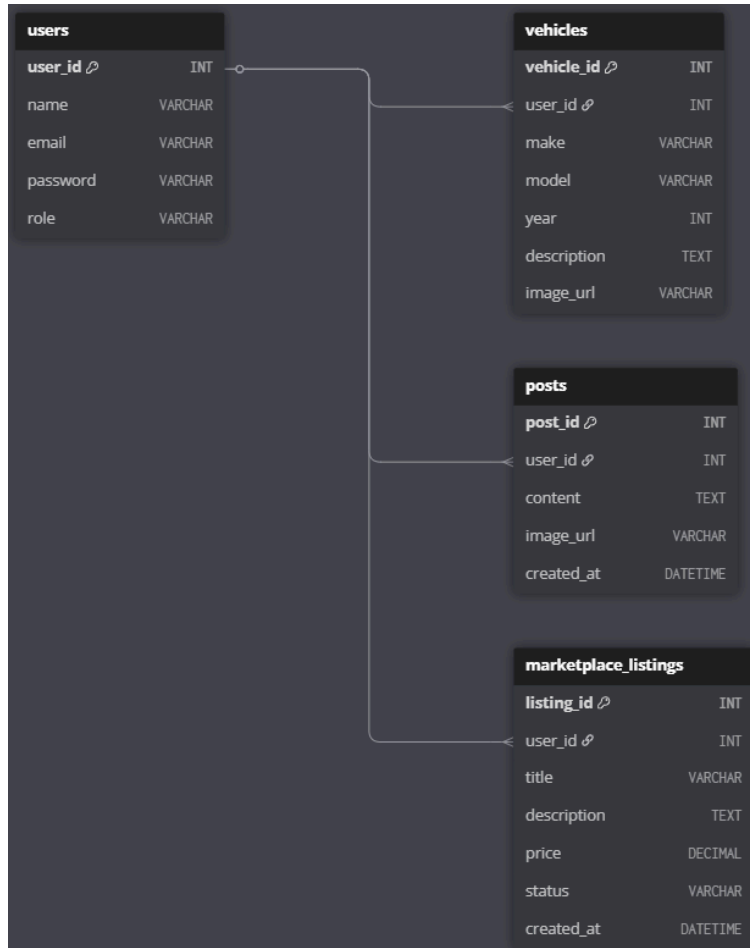 users
user_id INT
name VARCHAR
email VARCHAR
password VARCHAR
role VARCHAR
vehicles
vehicle_id INT
user_id INT
make VARCHAR
model VARCHAR
year INT
description TEXT
image_url VARCHAR
posts
post_id INT
user_id INT
content TEXT
image_url VARCHAR
created_at DATETIME
marketplace_listings
listing_id INT
user_id INT
title VARCHAR
description TEXT
price DECIMAL
status VARCHAR
created_at DATETIME